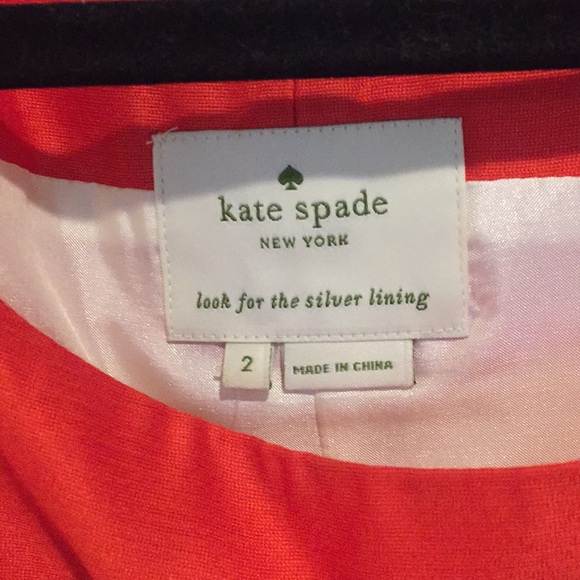 kate spade
NEW YORK
look for the silver lining
2
MADE IN CHINA